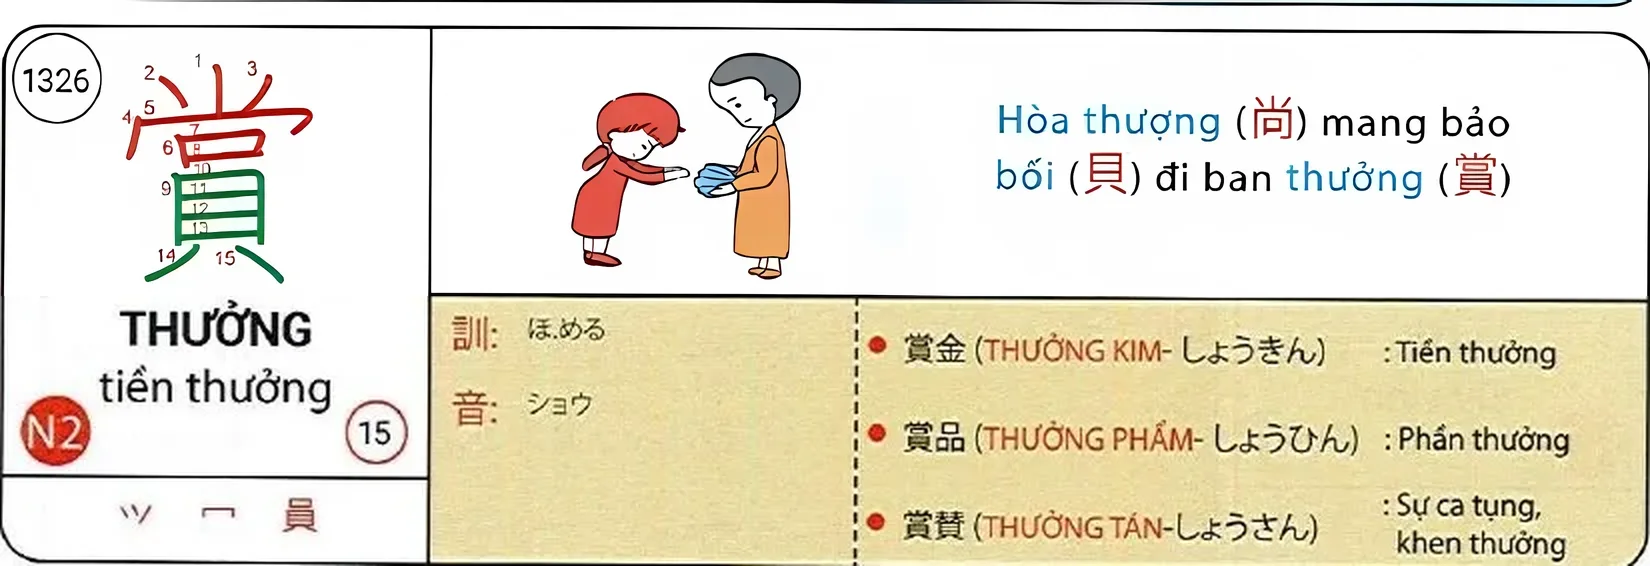 1326
賞
1
2
3
4
5
6
7
8
9
10
11
12
13
14
15
THƯỞNG
tiền thưởng
N2
15
⺍ 冖 員
Hòa thượng (尚) mang bảo
bối (貝) đi ban thưởng (賞)
訓: ほ.める
音: ショウ
賞金 (THƯỞNG KIM- しょうきん) : Tiền thưởng
賞品 (THƯỞNG PHẨM- しょうひん) : Phần thưởng
賞賛 (THƯỞNG TÁN-しょうさん) : Sự ca tụng,
khen thưởng